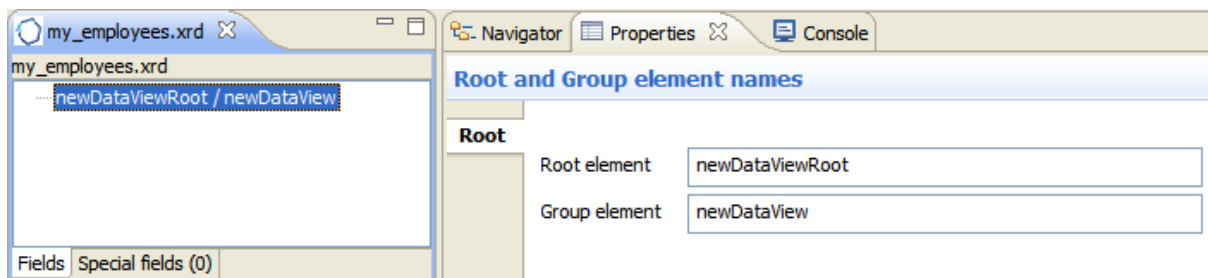 my_employees.xrd
my_employees.xrd
newDataViewRoot / newDataView
Fields Special fields (0)
Navigator Properties Console
Root and Group element names
Root
Root element newDataViewRoot
Group element newDataView